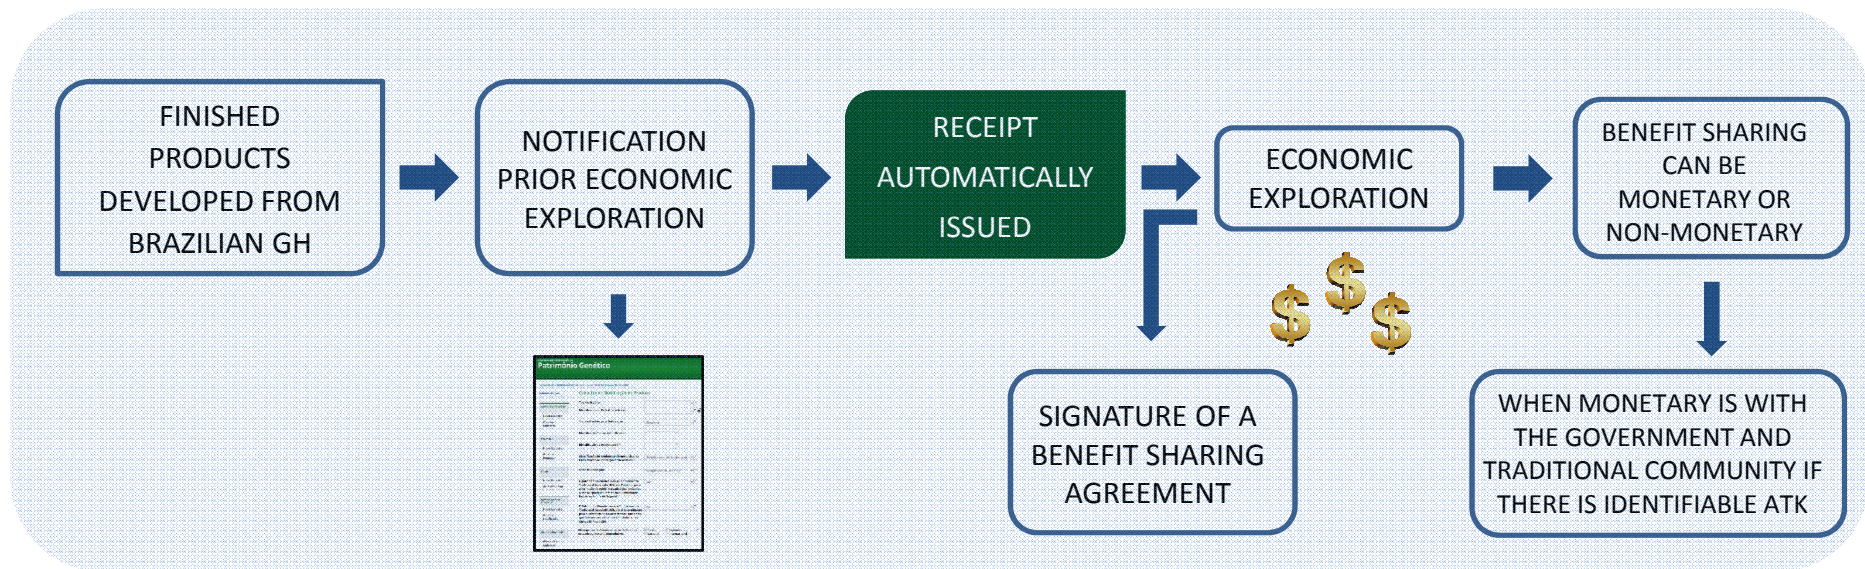 FINISHED
PRODUCTS
DEVELOPED FROM
BRAZILIAN GH
NOTIFICATION
PRIOR ECONOMIC
EXPLORATION
RECEIPT
AUTOMATICALLY
ISSUED
ECONOMIC
EXPLORATION
BENEFIT SHARING
CAN BE
MONETARY OR
NON-MONETARY
Patrimônio Genético
SIGNATURE OF A
BENEFIT SHARING
AGREEMENT
WHEN MONETARY IS WITH
THE GOVERNMENT AND
TRADITIONAL COMMUNITY IF
THERE IS IDENTIFIABLE ATK